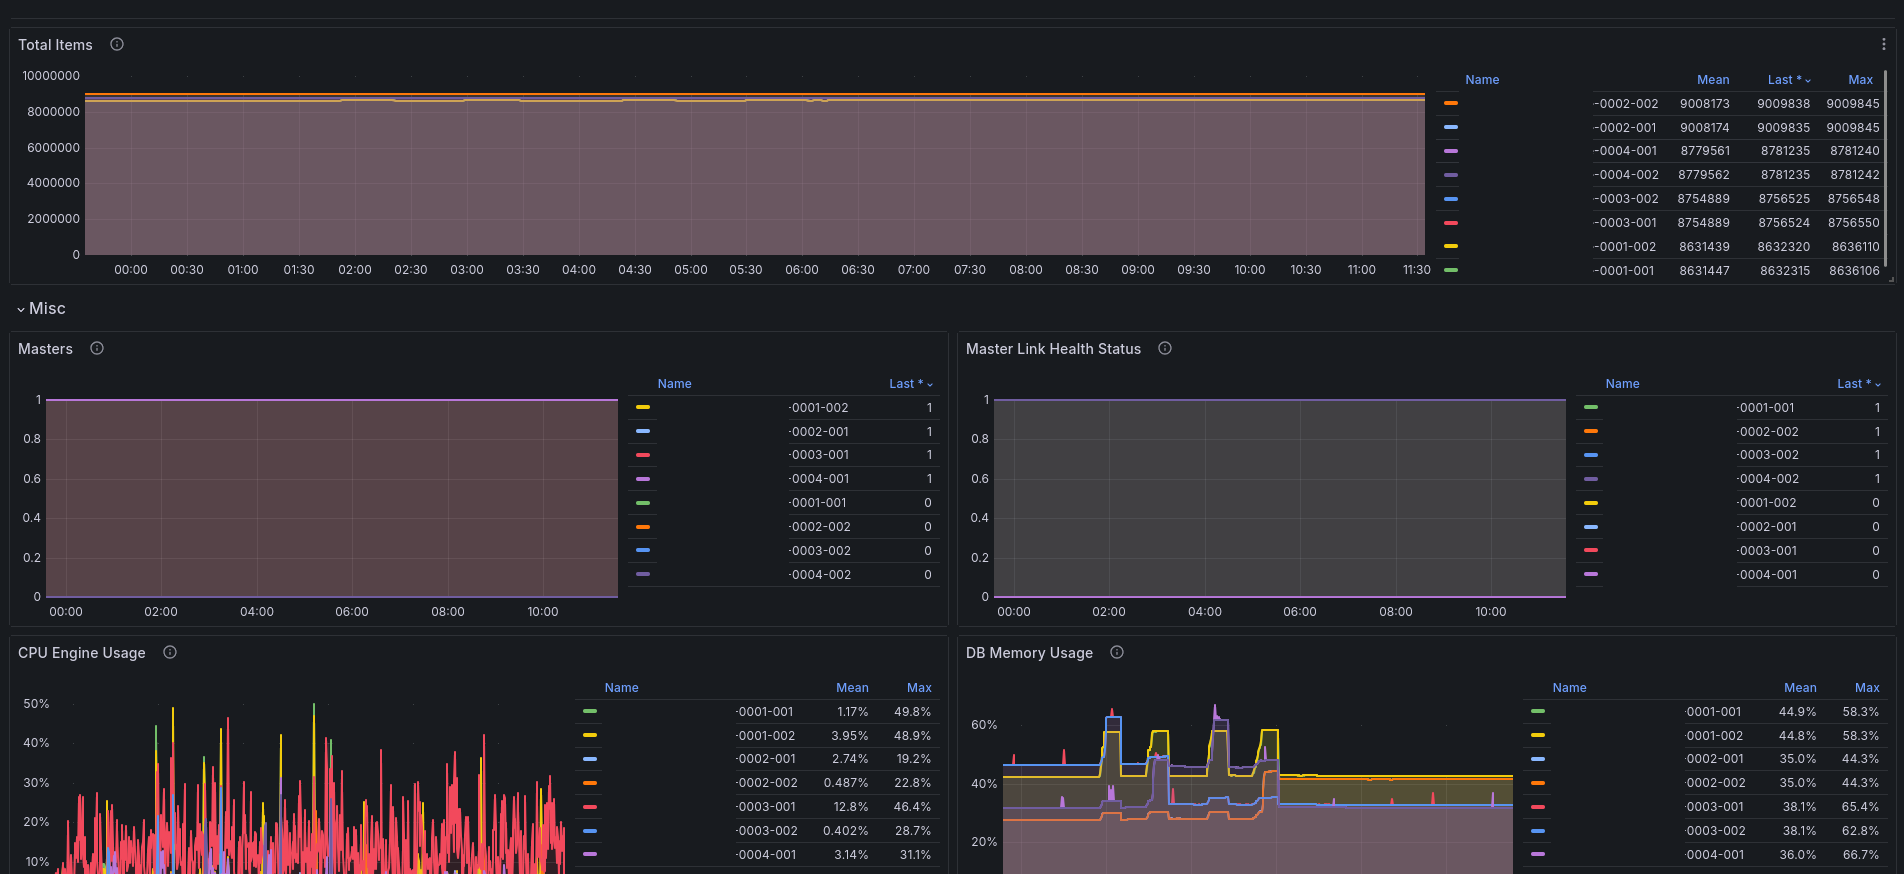 Total Items
Name Mean Last * Max
10000000
8000000
6000000
4000000
2000000
0
00:00 00:30 01:00 01:30 02:00 02:30 03:00 03:30 04:00 04:30 05:00 05:30 06:00 06:30 07:00 07:30 08:00 08:30 09:00 09:30 10:00 10:30 11:00 11:30
-0002-002 9008173 9009838 9009845
-0002-001 9008174 9009835 9009845
-0004-001 8779561 8781235 8781240
-0004-002 8779562 8781235 8781242
-0003-002 8754889 8756525 8756548
-0003-001 8754889 8756524 8756550
-0001-002 8631439 8632320 8636110
-0001-001 8631447 8632315 8636106
Misc
Masters
1
0.8
0.6
0.4
0.2
0
00:00 02:00 04:00 06:00 08:00 10:00
Name Last *
-0001-002 1
-0002-001 1
-0003-001 1
-0004-001 1
-0001-001 0
-0002-002 0
-0003-002 0
-0004-002 0
Master Link Health Status
1
0.8
0.6
0.4
0.2
0
00:00 02:00 04:00 06:00 08:00 10:00
Name Last *
-0001-001 1
-0002-002 1
-0003-002 1
-0004-002 1
-0001-002 0
-0002-001 0
-0003-001 0
-0004-001 0
CPU Engine Usage
50%
40%
30%
20%
10%
Name Mean Max
-0001-001 1.17% 49.8%
-0001-002 3.95% 48.9%
-0002-001 2.74% 19.2%
-0002-002 0.487% 22.8%
-0003-001 12.8% 46.4%
-0003-002 0.402% 28.7%
-0004-001 3.14% 31.1%
DB Memory Usage
60%
40%
20%
Name Mean Max
-0001-001 44.9% 58.3%
-0001-002 44.8% 58.3%
-0002-001 35.0% 44.3%
-0002-002 35.0% 44.3%
-0003-001 38.1% 65.4%
-0003-002 38.1% 62.8%
-0004-001 36.0% 66.7%